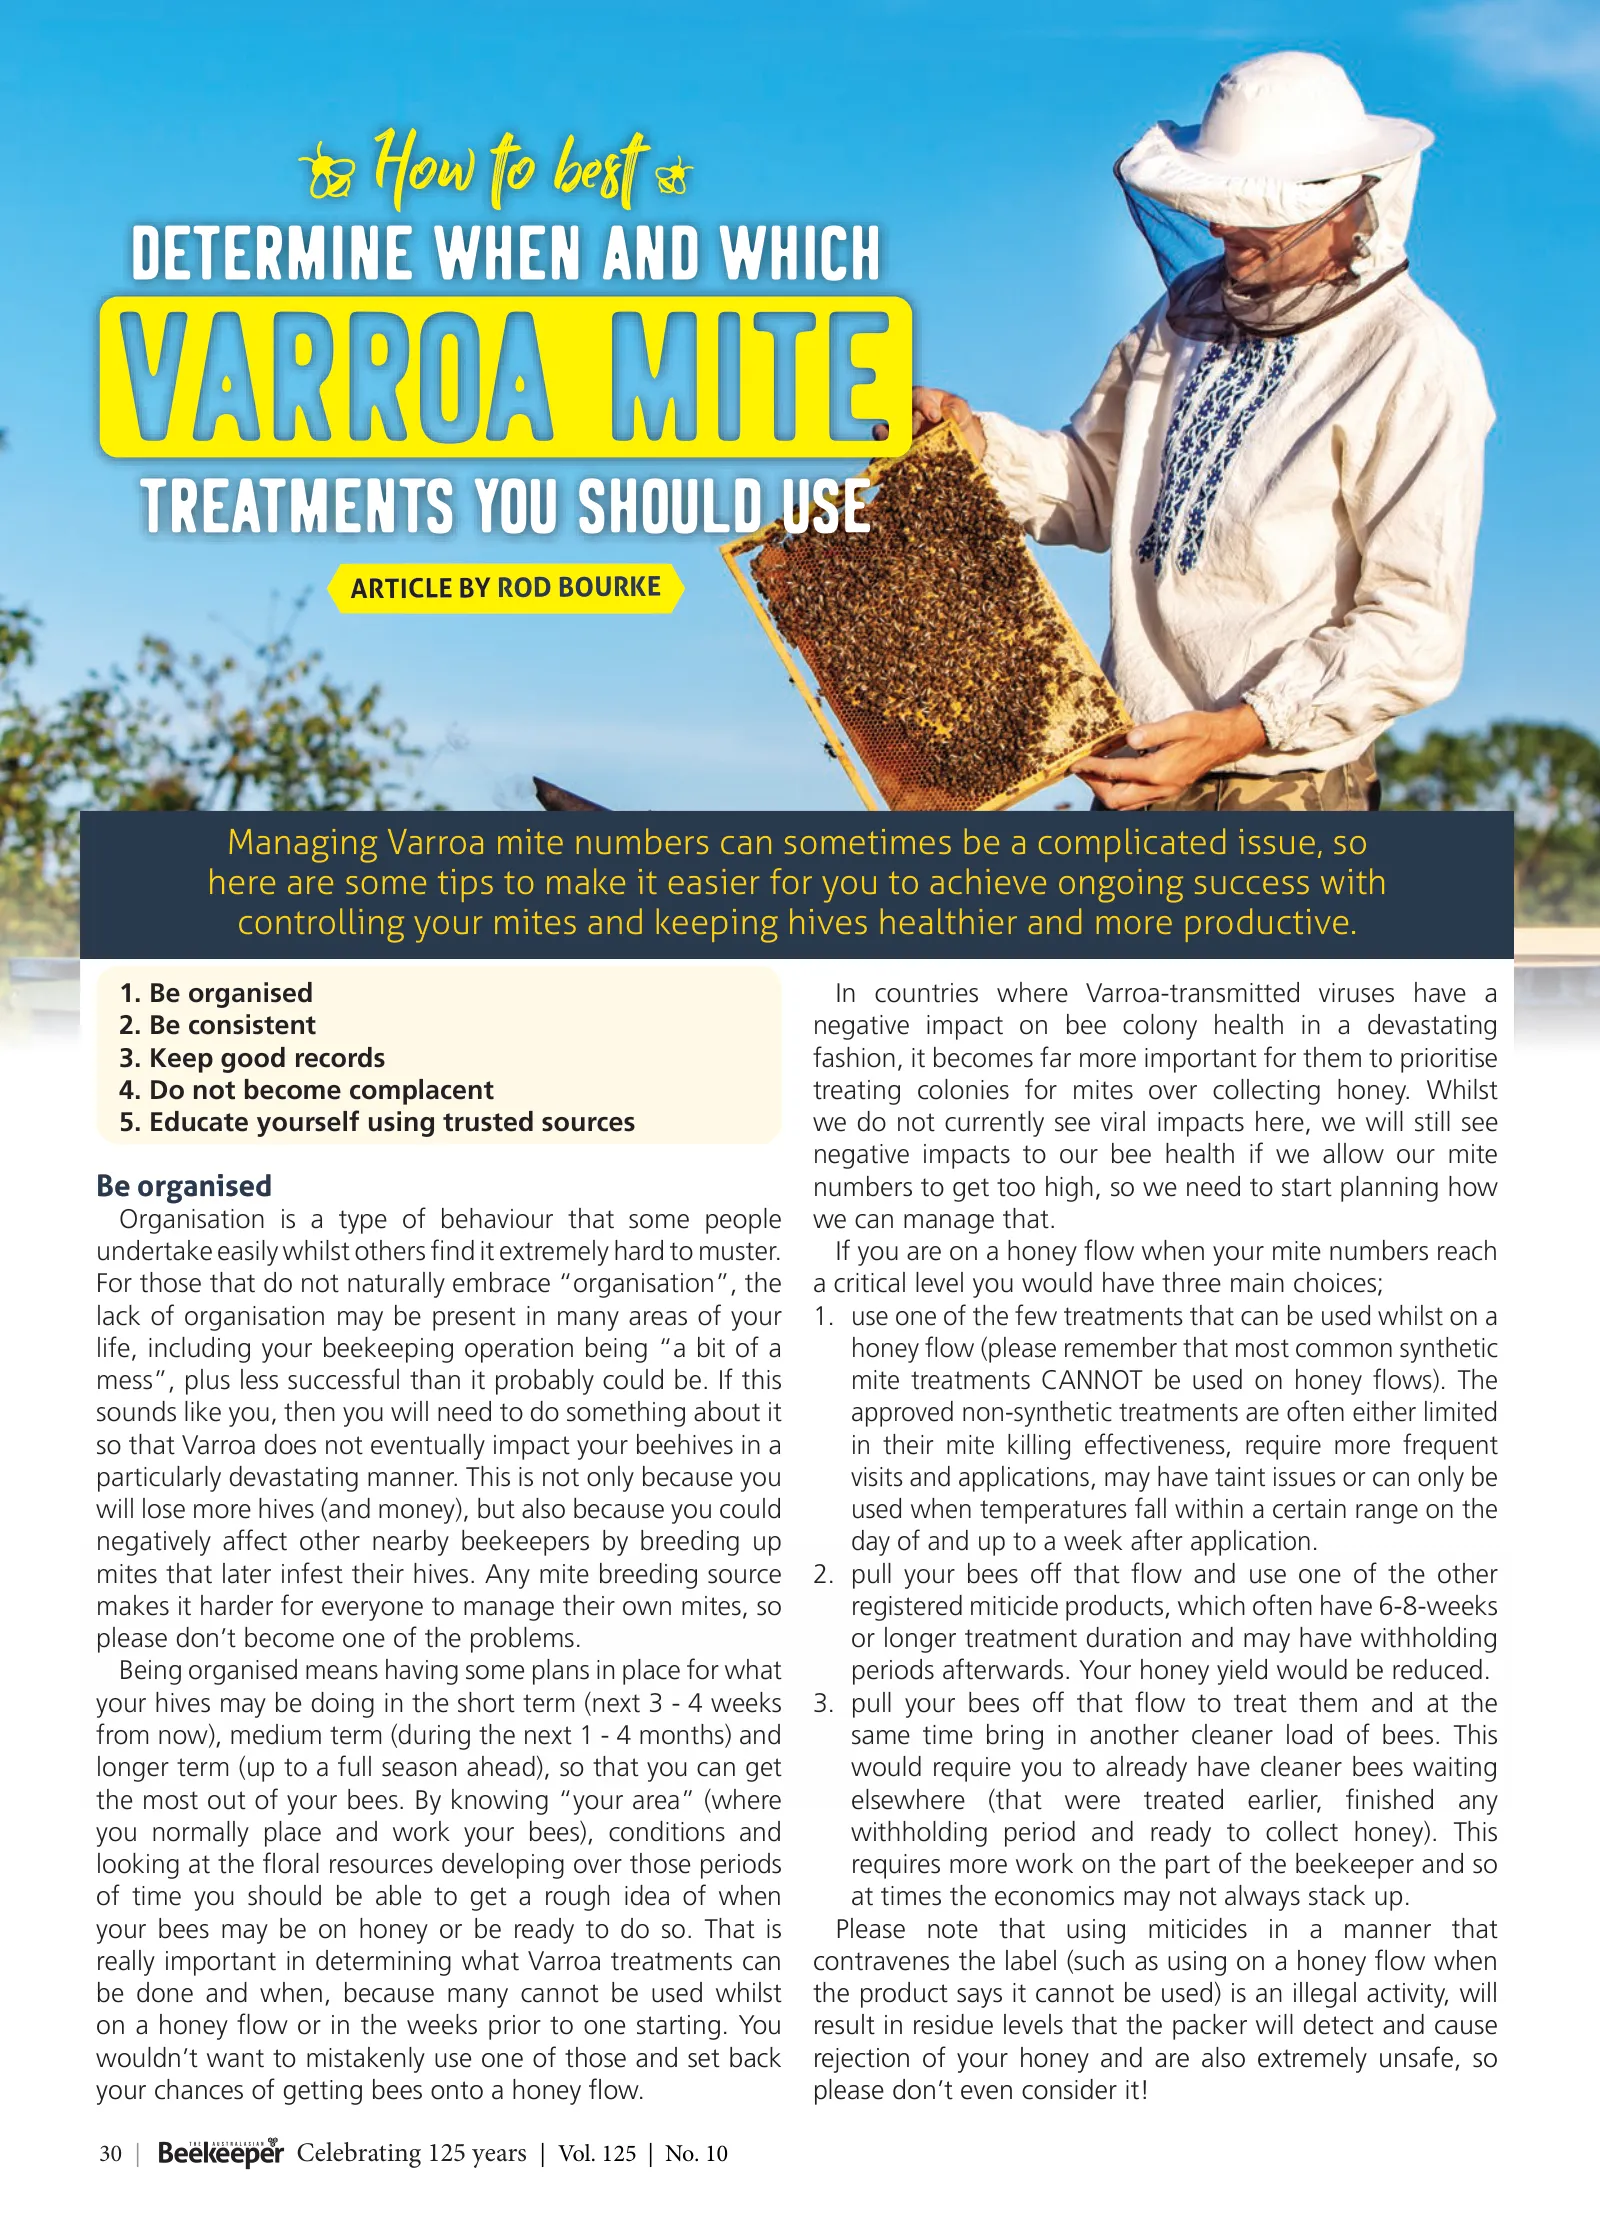 How to best
DETERMINE WHEN AND WHICH
VARROA MITE
TREATMENTS YOU SHOULD USE
ARTICLE BY ROD BOURKE
Managing Varroa mite numbers can sometimes be a complicated issue, so
here are some tips to make it easier for you to achieve ongoing success with
controlling your mites and keeping hives healthier and more productive.
1. Be organised
2. Be consistent
3. Keep good records
4. Do not become complacent
5. Educate yourself using trusted sources
Be organised
Organisation is a type of behaviour that some people
undertake easily whilst others find it extremely hard to muster.
For those that do not naturally embrace “organisation”, the
lack of organisation may be present in many areas of your
life, including your beekeeping operation being “a bit of a
mess”, plus less successful than it probably could be. If this
sounds like you, then you will need to do something about it
so that Varroa does not eventually impact your beehives in a
particularly devastating manner. This is not only because you
will lose more hives (and money), but also because you could
negatively affect other nearby beekeepers by breeding up
mites that later infest their hives. Any mite breeding source
makes it harder for everyone to manage their own mites, so
please don’t become one of the problems.
Being organised means having some plans in place for what
your hives may be doing in the short term (next 3 - 4 weeks
from now), medium term (during the next 1 - 4 months) and
longer term (up to a full season ahead), so that you can get
the most out of your bees. By knowing “your area” (where
you normally place and work your bees), conditions and
looking at the floral resources developing over those periods
of time you should be able to get a rough idea of when
your bees may be on honey or be ready to do so. That is
really important in determining what Varroa treatments can
be done and when, because many cannot be used whilst
on a honey flow or in the weeks prior to one starting. You
wouldn’t want to mistakenly use one of those and set back
your chances of getting bees onto a honey flow.
In countries where Varroa-transmitted viruses have a
negative impact on bee colony health in a devastating
fashion, it becomes far more important for them to prioritise
treating colonies for mites over collecting honey. Whilst
we do not currently see viral impacts here, we will still see
negative impacts to our bee health if we allow our mite
numbers to get too high, so we need to start planning how
we can manage that.
If you are on a honey flow when your mite numbers reach
a critical level you would have three main choices;
1. use one of the few treatments that can be used whilst on a
honey flow (please remember that most common synthetic
mite treatments CANNOT be used on honey flows). The
approved non-synthetic treatments are often either limited
in their mite killing effectiveness, require more frequent
visits and applications, may have taint issues or can only be
used when temperatures fall within a certain range on the
day of and up to a week after application.
2. pull your bees off that flow and use one of the other
registered miticide products, which often have 6-8-weeks
or longer treatment duration and may have withholding
periods afterwards. Your honey yield would be reduced.
3. pull your bees off that flow to treat them and at the
same time bring in another cleaner load of bees. This
would require you to already have cleaner bees waiting
elsewhere (that were treated earlier, finished any
withholding period and ready to collect honey). This
requires more work on the part of the beekeeper and so
at times the economics may not always stack up.
Please note that using miticides in a manner that
contravenes the label (such as using on a honey flow when
the product says it cannot be used) is an illegal activity, will
result in residue levels that the packer will detect and cause
rejection of your honey and are also extremely unsafe, so
please don’t even consider it!
30 | THE AUSTRALASIAN Beekeeper Celebrating 125 years | Vol. 125 | No. 10